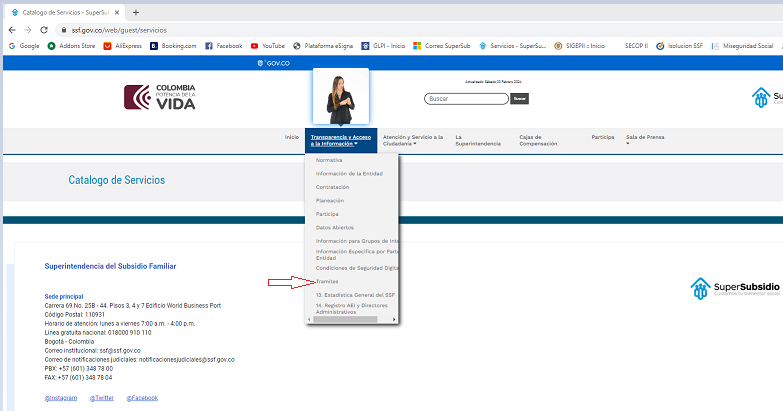 Catalogo de Servicios - SuperSub
ssf.gov.co/web/guest/servicios
Google Addons Store AliExpress Booking.com Facebook YouTube Plataforma eSigna GLPI - Inicio Correo SuperSub Servicios - SuperSu... SIGEPII :: Inicio SECOP II Isolucion SSF Miseguridad Social
GOV.CO
COLOMBIA
POTENCIA DE LA
VIDA
Buscar
Buscar
Inicio
Transparencia y Acceso
a la Información
Atención y Servicio a la
Ciudadanía
La
Superintendencia
Cajas de
Compensación
Participa
Sala de Prensa
Normativa
Información de la Entidad
Contratación
Planeación
Participa
Datos Abiertos
Información para Grupos de Inte
Información Especifica por Parte
Entidad
Condiciones de Seguridad Digita
Tramites
13. Estadística General del SSF
14. Registro AEI y Directores
Administrativos
Catalogo de Servicios
Superintendencia del Subsidio Familiar
Sede principal
Carrera 69 No. 25B - 44. Pisos 3, 4 y 7 Edificio World Business Port
Código Postal: 110931
Horario de atención: lunes a viernes 7:00 a.m. - 4:00 p.m.
Línea gratuita nacional: 018000 910 110
Bogotá - Colombia
Correo institucional: ssf@ssf.gov.co
Correo de notificaciones judiciales: notificacionesjudiciales@ssf.gov.co
PBX: +57 (601) 348 78 00
FAX: +57 (601) 348 78 04
@Instagram @Twitter @Facebook
SuperSubsidio